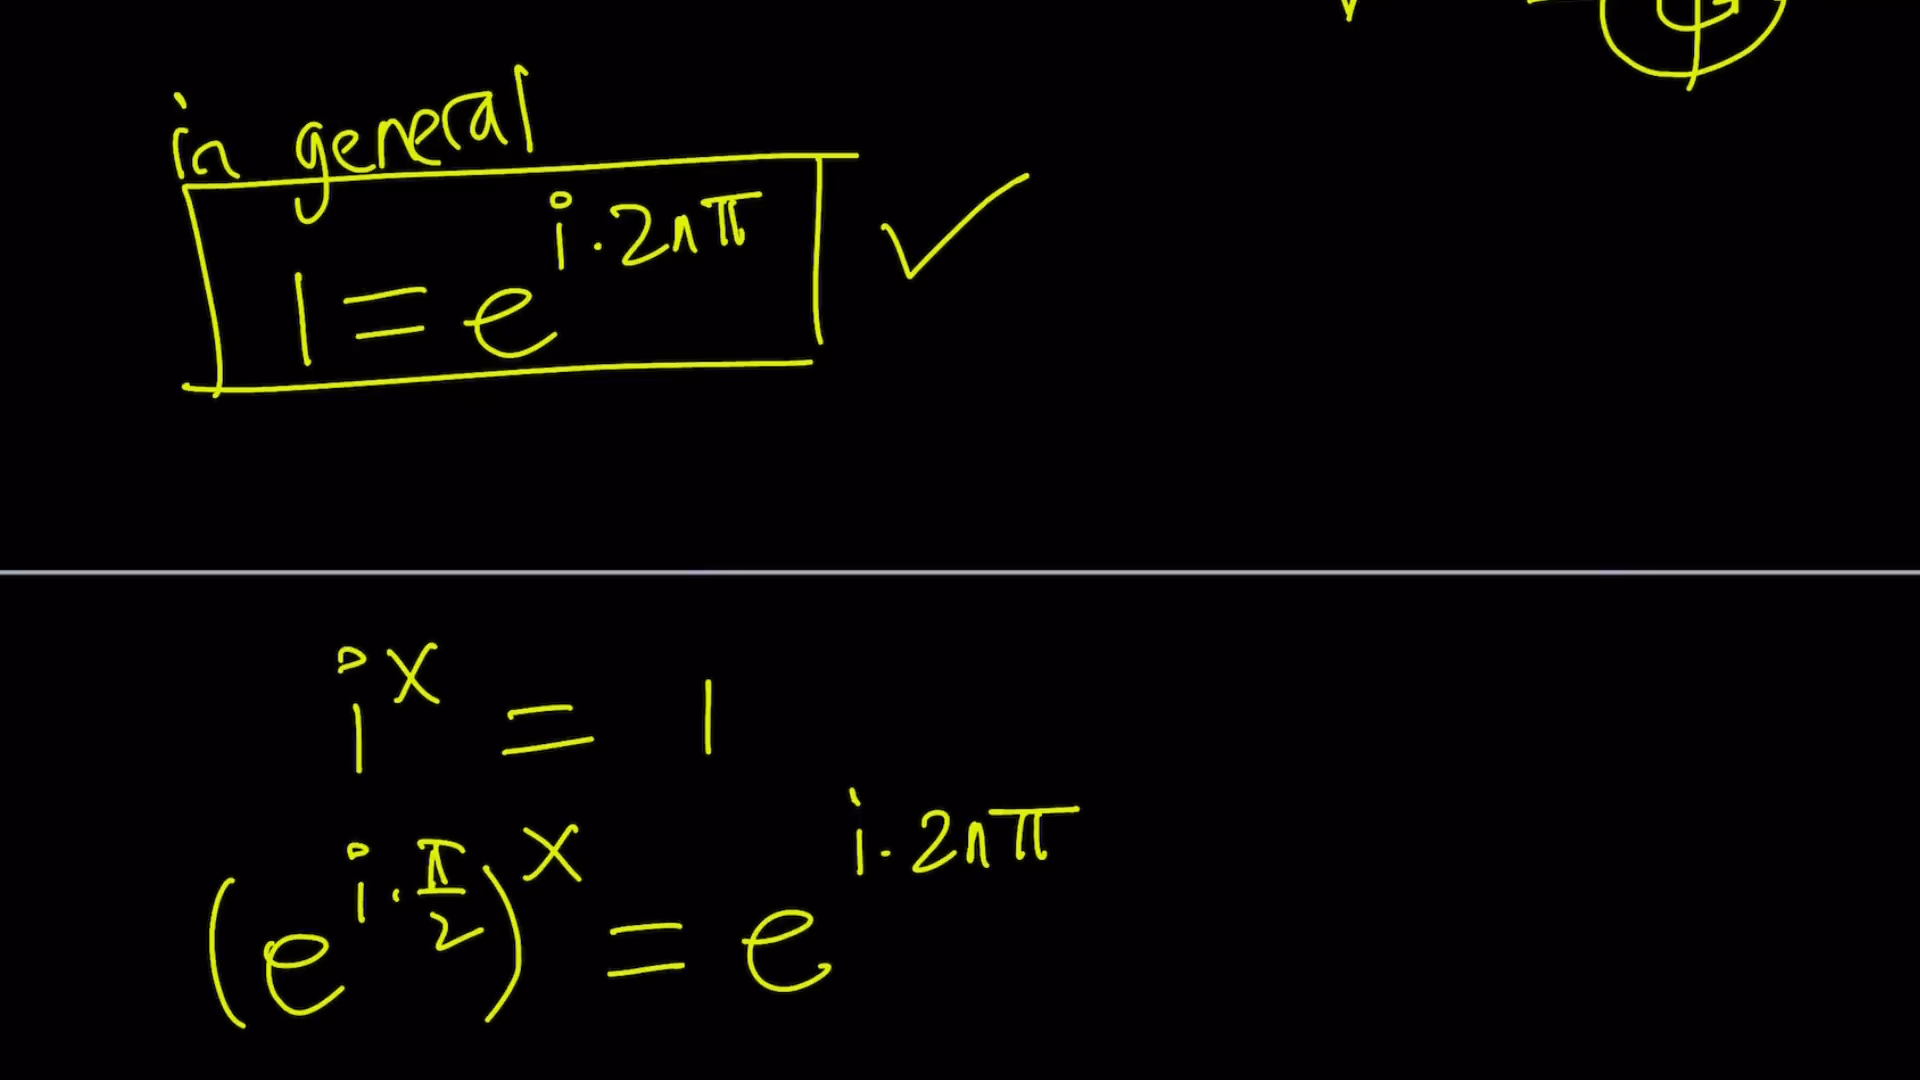 in general
1 = e^{i·2nπ}
i^x = 1
(e^{i·π/2})^x = e^{i·2nπ}